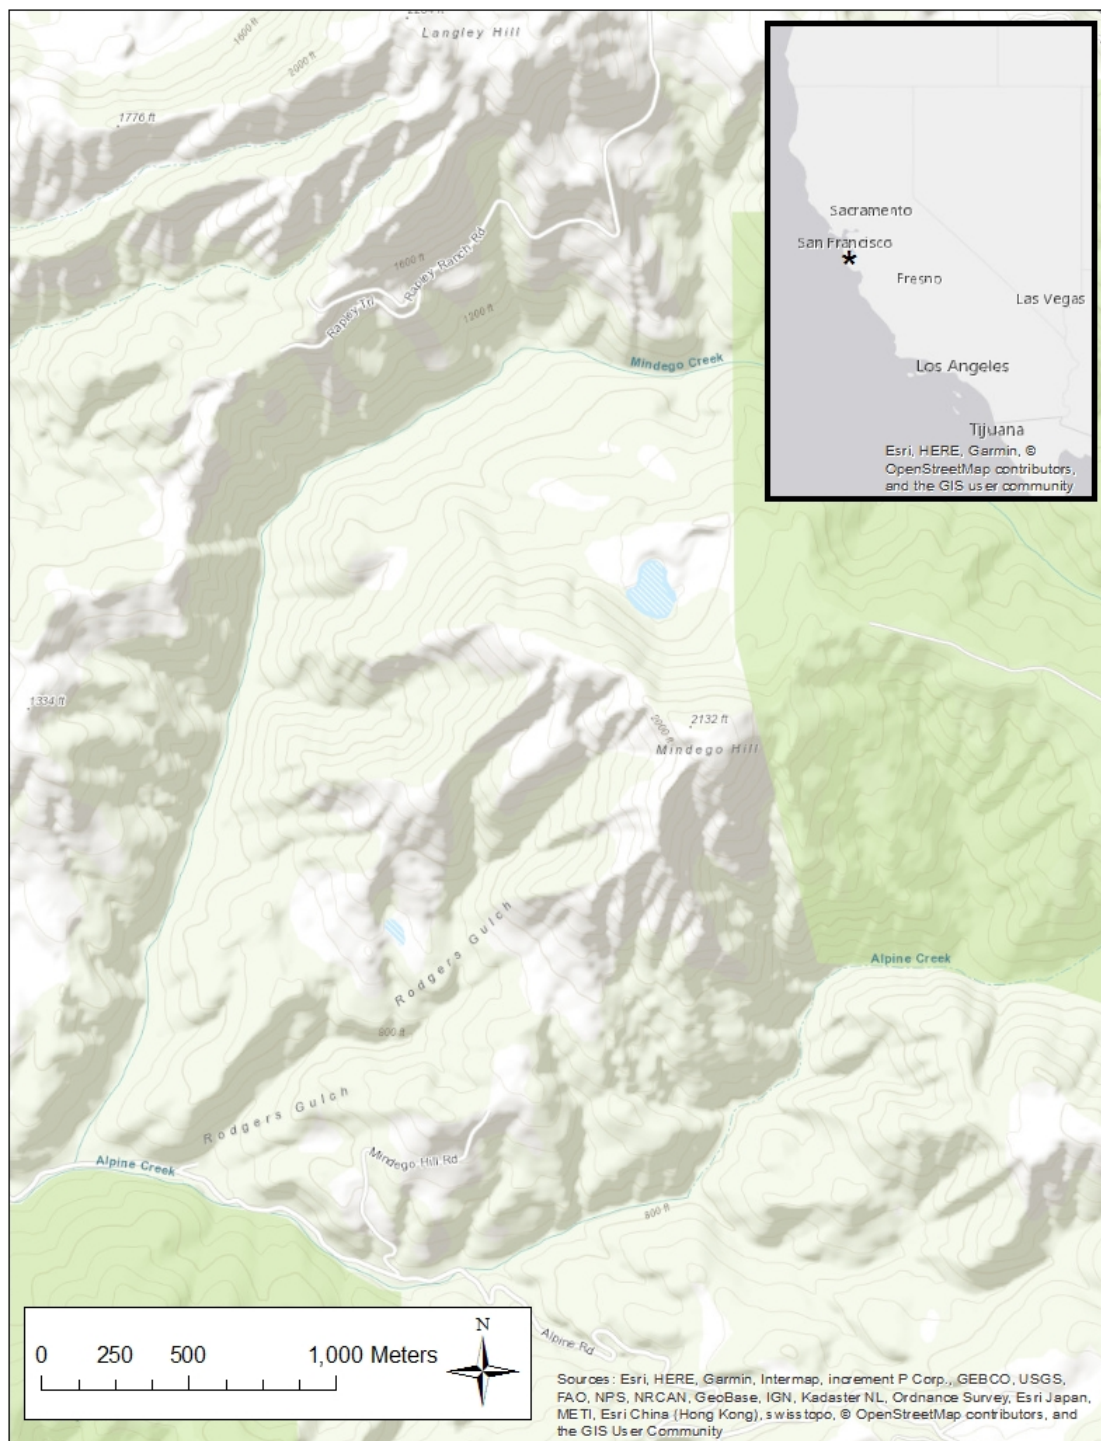 2284 ft
Langley Hill
1600 ft
2000 ft
1776 ft
Sacramento
San Francisco
*
Fresno
Las Vegas
Los Angeles
Tijuana
Esri, HERE, Garmin, ©
OpenStreetMap contributors,
and the GIS user community
1600 ft
Rapley Ranch Rd
Rapley Trl
1200 ft
Mindego Creek
1334 ft
2000 ft
2132 ft
Mindego Hill
Rodgers Gulch
800 ft
Alpine Creek
Rodgers Gulch
Mindego Hill Rd
Alpine Creek
800 ft
Alpine Rd
N
0 250 500 1,000 Meters
Sources: Esri, HERE, Garmin, Intermap, increment P Corp., GEBCO, USGS,
FAO, NPS, NRCAN, GeoBase, IGN, Kadaster NL, Ordnance Survey, Esri Japan,
METI, Esri China (Hong Kong), swisstopo, © OpenStreetMap contributors, and
the GIS User Community